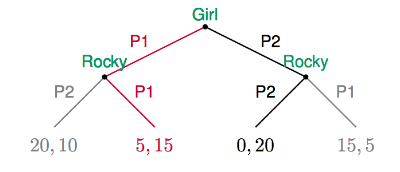 Girl
P1 P2
Rocky Rocky
P2 P1 P2 P1
20, 10 5, 15 0, 20 15, 5